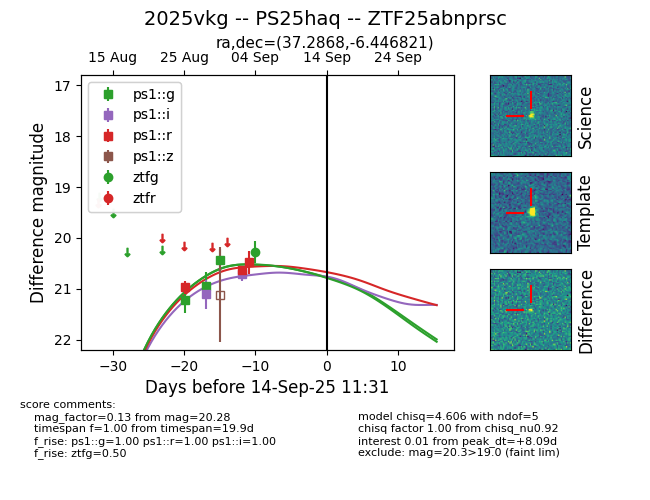 2025vkg -- PS25haq -- ZTF25abnprsc
ra,dec=(37.2868,-6.446821)
15 Aug 25 Aug 04 Sep 14 Sep 24 Sep
17
18
19
20
21
22
Difference magnitude
ps1::g
ps1::i
ps1::r
ps1::z
ztfg
ztfr
−30 −20 −10 0 10
Days before 14-Sep-25 11:31
Science
Template
Difference
score comments:
mag_factor=0.13 from mag=20.28
timespan f=1.00 from timespan=19.9d
f_rise: ps1::g=1.00 ps1::r=1.00 ps1::i=1.00
f_rise: ztfg=0.50
model chisq=4.606 with ndof=5
chisq factor 1.00 from chisq_nu0.92
interest 0.01 from peak_dt=+8.09d
exclude: mag=20.3>19.0 (faint lim)